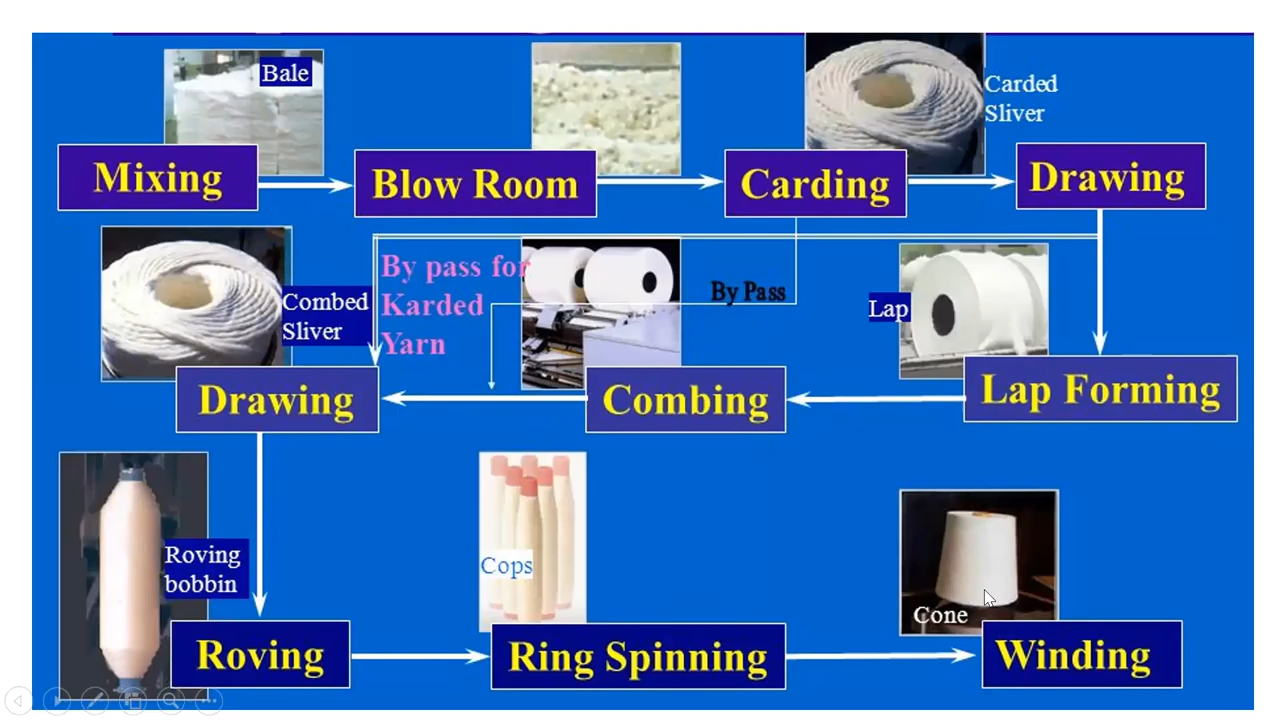 Bale
Carded
Sliver
Mixing
Blow Room
Carding
Drawing
By pass for
Karded
Yarn
By Pass
Combed
Sliver
Lap
Drawing
Combing
Lap Forming
Roving
bobbin
Cops
Cone
Roving
Ring Spinning
Winding